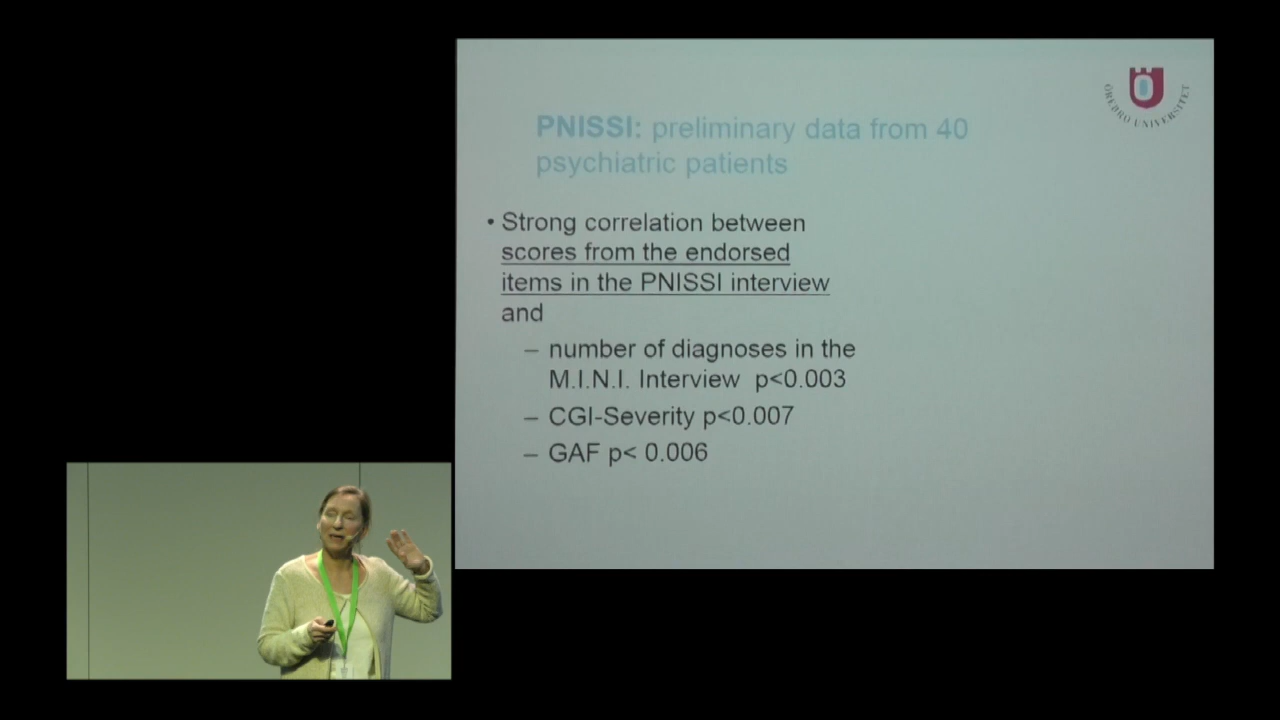 ÖREBRO UNIVERSITET
PNISSI: preliminary data from 40
psychiatric patients
• Strong correlation between
scores from the endorsed
items in the PNISSI interview
and
– number of diagnoses in the
M.I.N.I. Interview p<0.003
– CGI-Severity p<0.007
– GAF p< 0.006